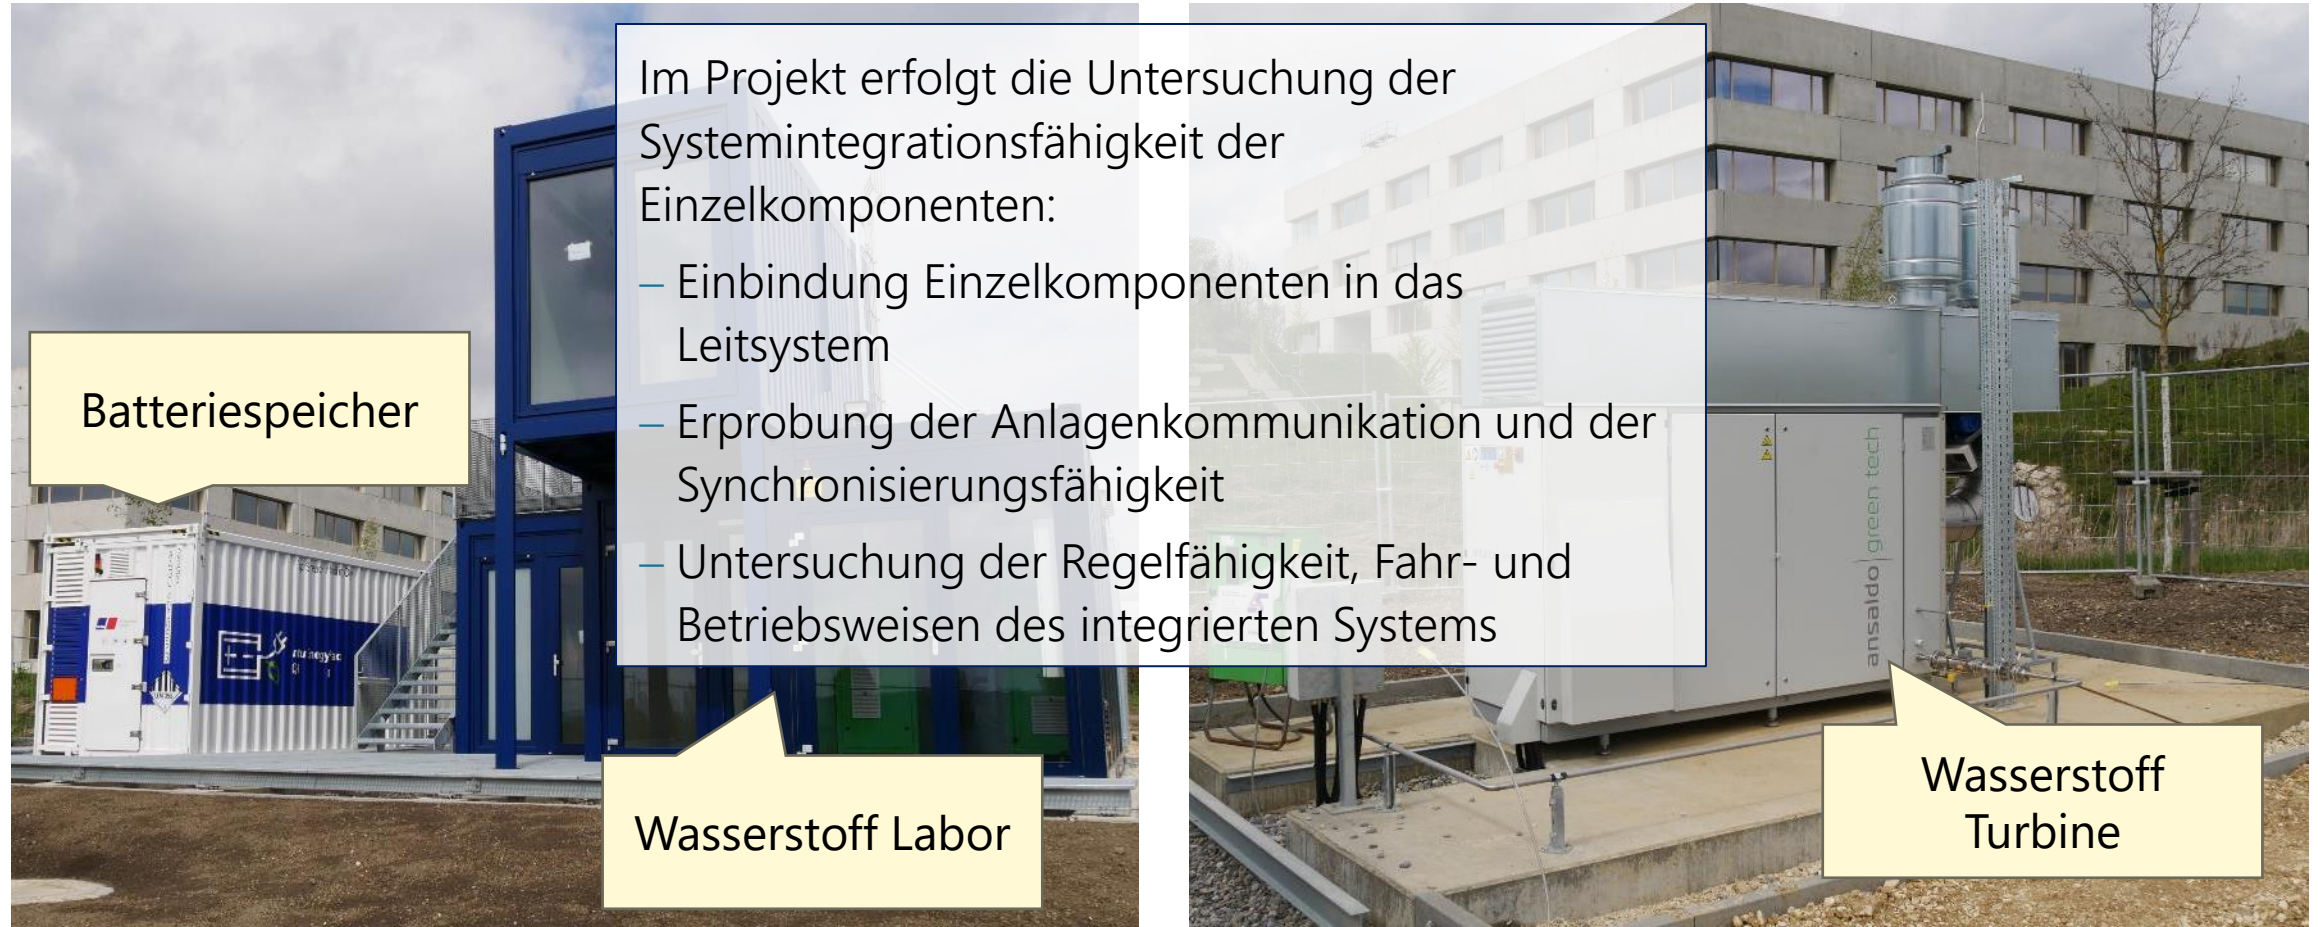 Im Projekt erfolgt die Untersuchung der
Systemintegrationsfähigkeit der
Einzelkomponenten:
– Einbindung Einzelkomponenten in das
Leitsystem
– Erprobung der Anlagenkommunikation und der
Synchronisierungsfähigkeit
– Untersuchung der Regelfähigkeit, Fahr- und
Betriebsweisen des integrierten Systems
Batteriespeicher
Wasserstoff Labor
Wasserstoff
Turbine
ansaldo green tech